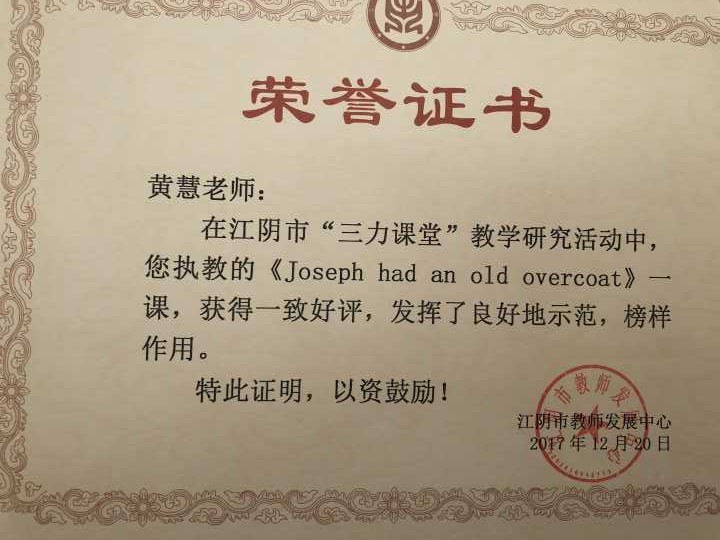 荣誉证书
黄慧老师：
在江阴市“三力课堂”教学研究活动中，
您执教的《Joseph had an old overcoat》一
课，获得一致好评，发挥了良好地示范，榜样
作用。
特此证明，以资鼓励！
江阴市教师发展中心
2017年12月20日